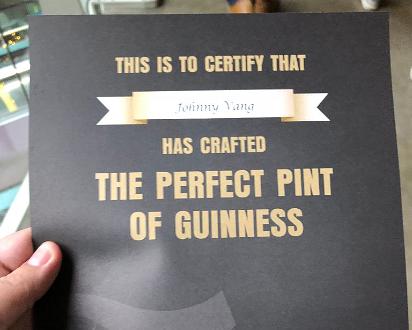 THIS IS TO CERTIFY THAT
Johnny Yang
HAS CRAFTED
THE PERFECT PINT
OF GUINNESS